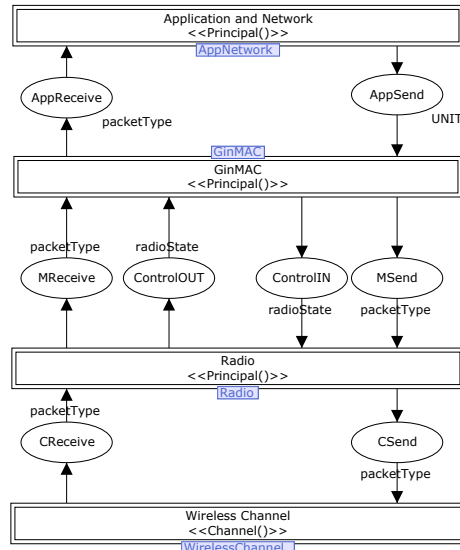 Application and Network
<<Principal()>>
AppNetwork
AppReceive
AppSend
packetType
UNIT
GinMAC
GinMAC
<<Principal()>>
packetType
radioState
MReceive
ControlOUT
ControlIN
MSend
radioState
packetType
Radio
<<Principal()>>
Radio
packetType
CReceive
CSend
packetType
Wireless Channel
<<Channel()>>
WirelessChannel